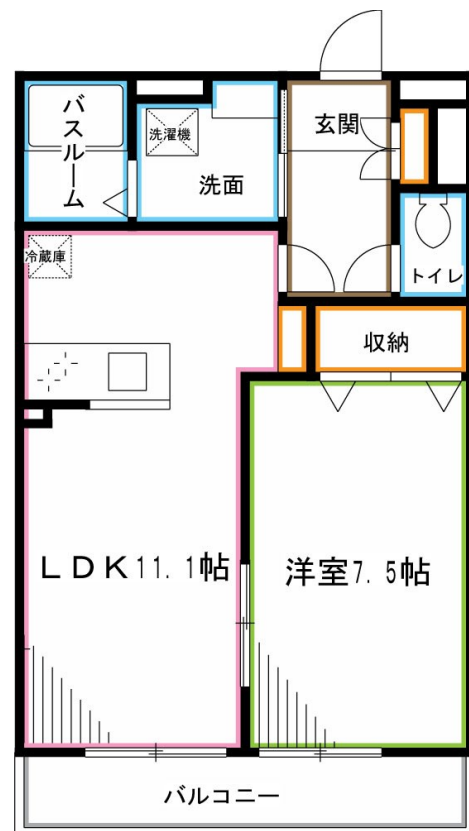 バスルーム
洗濯機
洗面
玄関
トイレ
冷蔵庫
収納
LDK11.1帖
洋室7.5帖
バルコニー